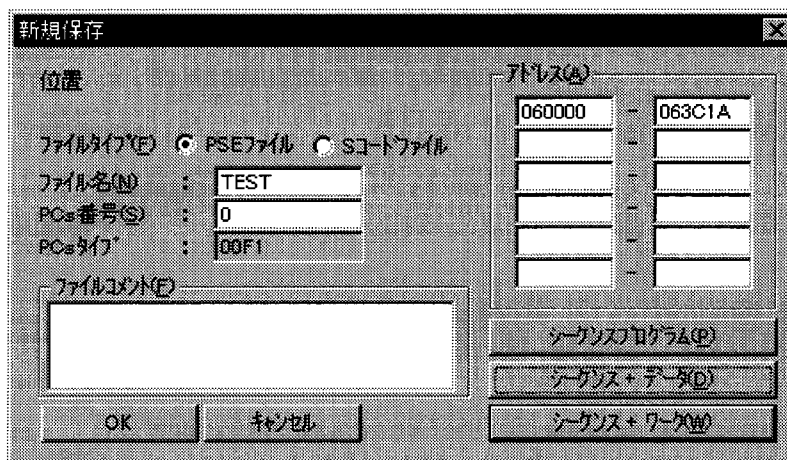 新規保存
位置
ファイルタイプ(F) PSEファイル Sコードファイル
ファイル名(N) : TEST
PCs番号(S) : 0
PCsタイプ : 00F1
ファイルコメント(E)
OK キャンセル
アドレス(A)
060000 - 063C1A
-
-
-
-
シーケンスプログラム(P)
シーケンス + データ(D)
シーケンス + ワーク(W)